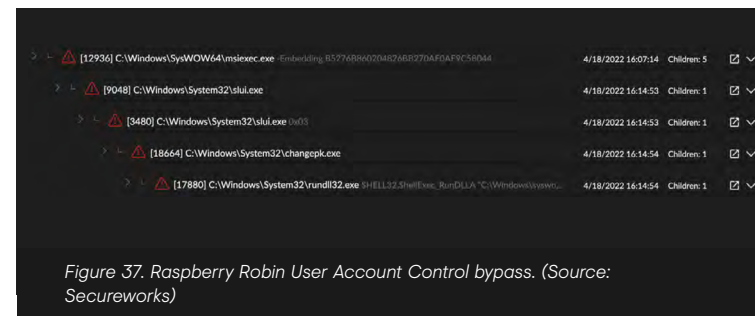 [12936] C:\Windows\SysWOW64\msiexec.exe -Embedding 4/18/2022 16:07:14 Children: 5
[9048] C:\Windows\System32\slui.exe 4/18/2022 16:14:53 Children: 1
[3480] C:\Windows\System32\slui.exe 0x03 4/18/2022 16:14:53 Children: 1
[18664] C:\Windows\System32\changepk.exe 4/18/2022 16:14:54 Children: 1
[17880] C:\Windows\System32\rundll32.exe SHELL32.ShellExec_RunDLLA 4/18/2022 16:14:54 Children: 1
Figure 37. Raspberry Robin User Account Control bypass. (Source:
Secureworks)